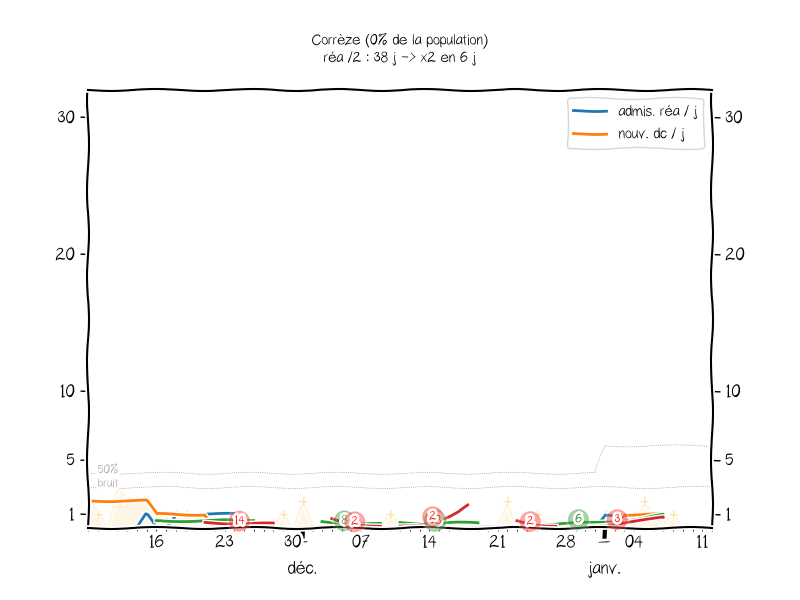 Corrèze (0% de la population)
réa /2 : 38 j -> x2 en 6 j
admis. réa / j
nouv. dc / j
30 30
20 20
10 10
5 5
50%
bruit
1 1
14 8 2 2 2 6 3
16 23 30 07 14 21 28 04 11
déc. janv.